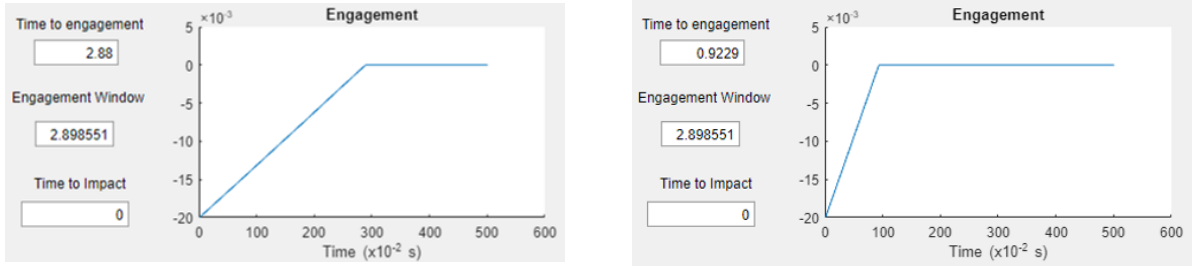 Engagement
×10⁻³
Time to engagement
2.88
Engagement Window
2.898551
Time to Impact
0
5
0
-5
-10
-15
-20
0 100 200 300 400 500 600
Time (x10⁻² s)
Engagement
×10⁻³
Time to engagement
0.9229
Engagement Window
2.898551
Time to Impact
0
5
0
-5
-10
-15
-20
0 100 200 300 400 500 600
Time (x10⁻² s)